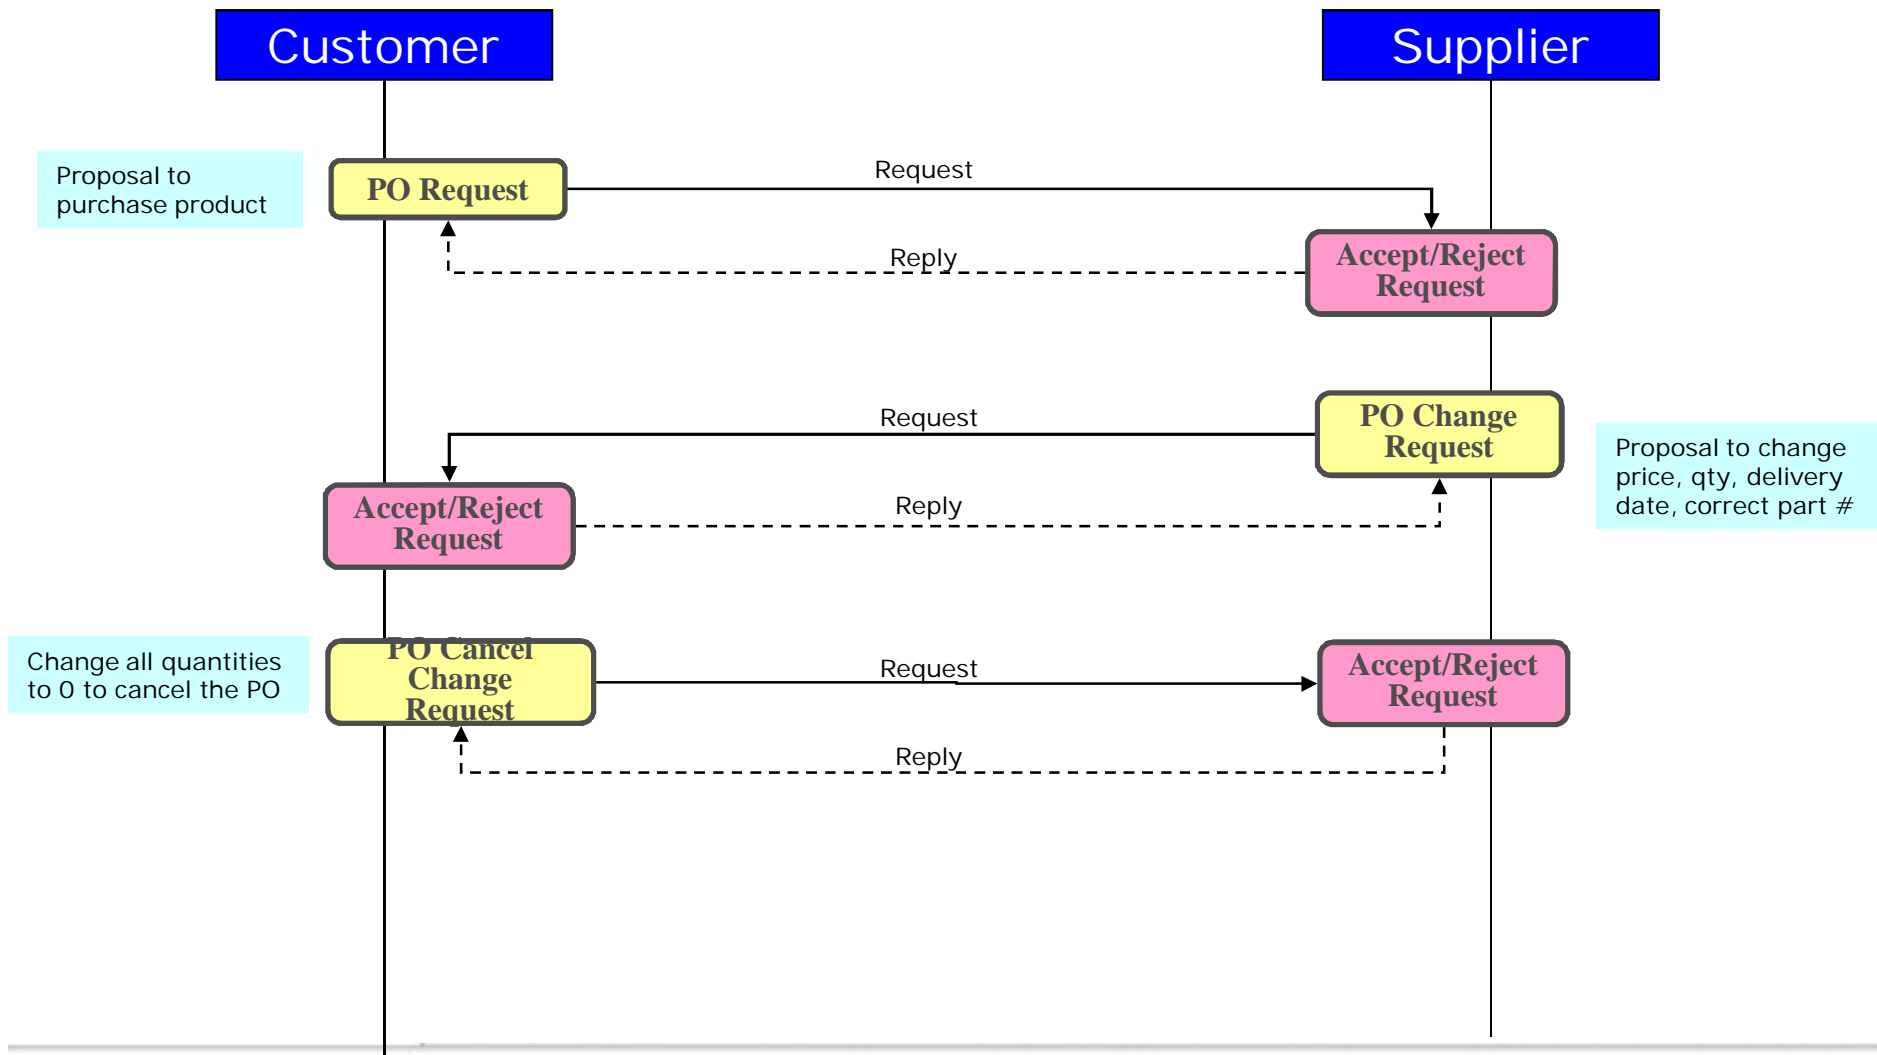 Customer
Supplier
Proposal to
purchase product
PO Request
Request
Reply
Accept/Reject
Request
Request
PO Change
Request
Proposal to change
price, qty, delivery
date, correct part #
Accept/Reject
Request
Reply
Change all quantities
to 0 to cancel the PO
PO Cancel
Change
Request
Request
Accept/Reject
Request
Reply